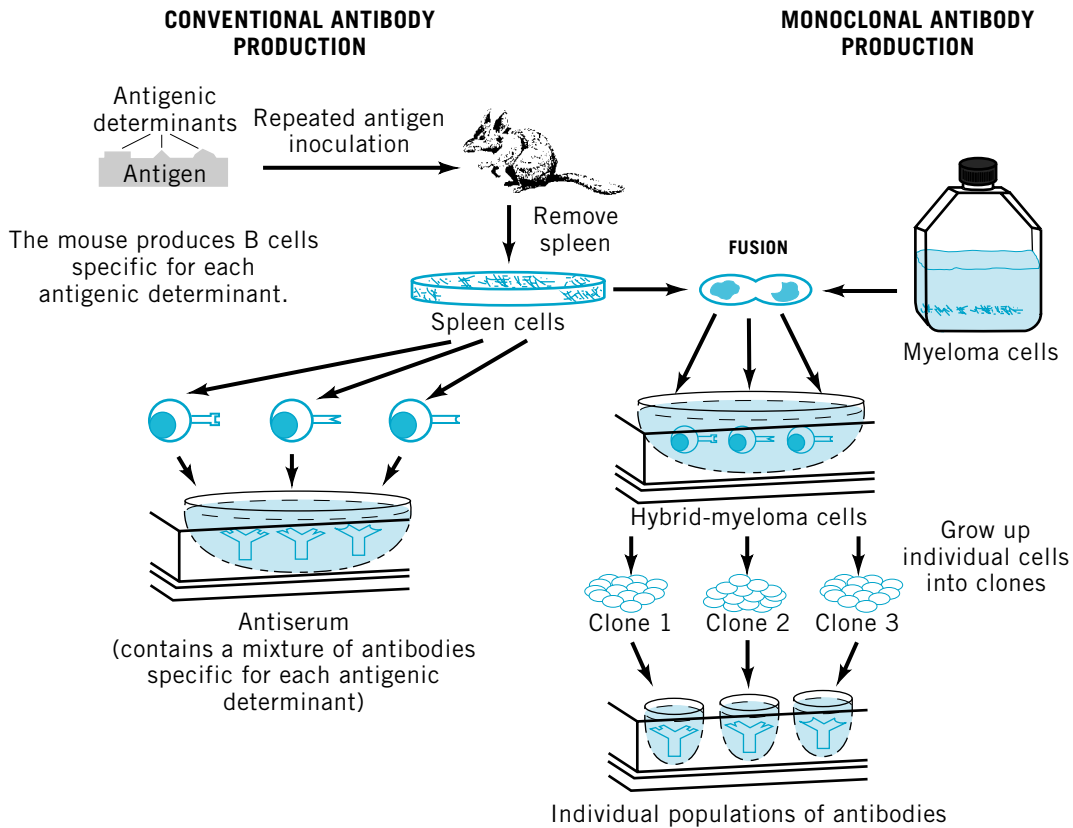 CONVENTIONAL ANTIBODY
PRODUCTION
MONOCLONAL ANTIBODY
PRODUCTION
Antigenic
determinants
Antigen
Repeated antigen
inoculation
The mouse produces B cells
specific for each
antigenic determinant.
Remove
spleen
FUSION
Spleen cells
Myeloma cells
Hybrid-myeloma cells
Grow up
individual cells
into clones
Clone 1
Clone 2
Clone 3
Antiserum
(contains a mixture of antibodies
specific for each antigenic
determinant)
Individual populations of antibodies